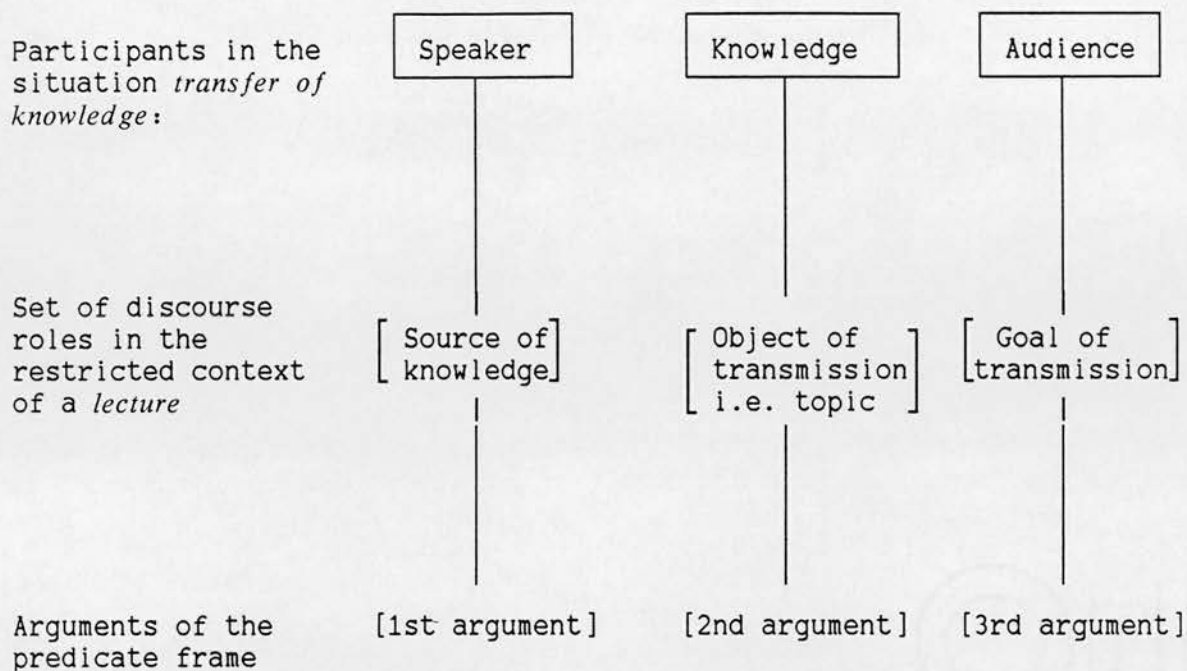 Participants in the
situation transfer of
knowledge:
Speaker
Knowledge
Audience
Set of discourse
roles in the
restricted context
of a lecture
[Source of
knowledge]
[Object of
transmission
i.e. topic]
[Goal of
transmission]
Arguments of the
predicate frame
[1st argument]
[2nd argument]
[3rd argument]